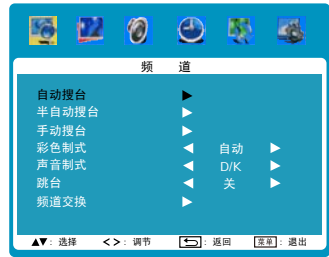 频 道
自动搜台 ▶
半自动搜台 ▶
手动搜台 ▶
彩色制式 ◀ 自动 ▶
声音制式 ◀ D/K ▶
跳台 ◀ 关 ▶
频道交换 ▶
▲▼: 选择 <>: 调节 : 返回 菜单: 退出